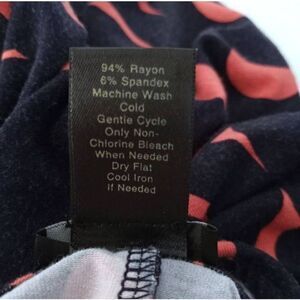 94% Rayon
6% Spandex
Machine Wash
Cold
Gentle Cycle
Only Non-
Chlorine Bleach
When Needed
Dry Flat
Cool Iron
If Needed